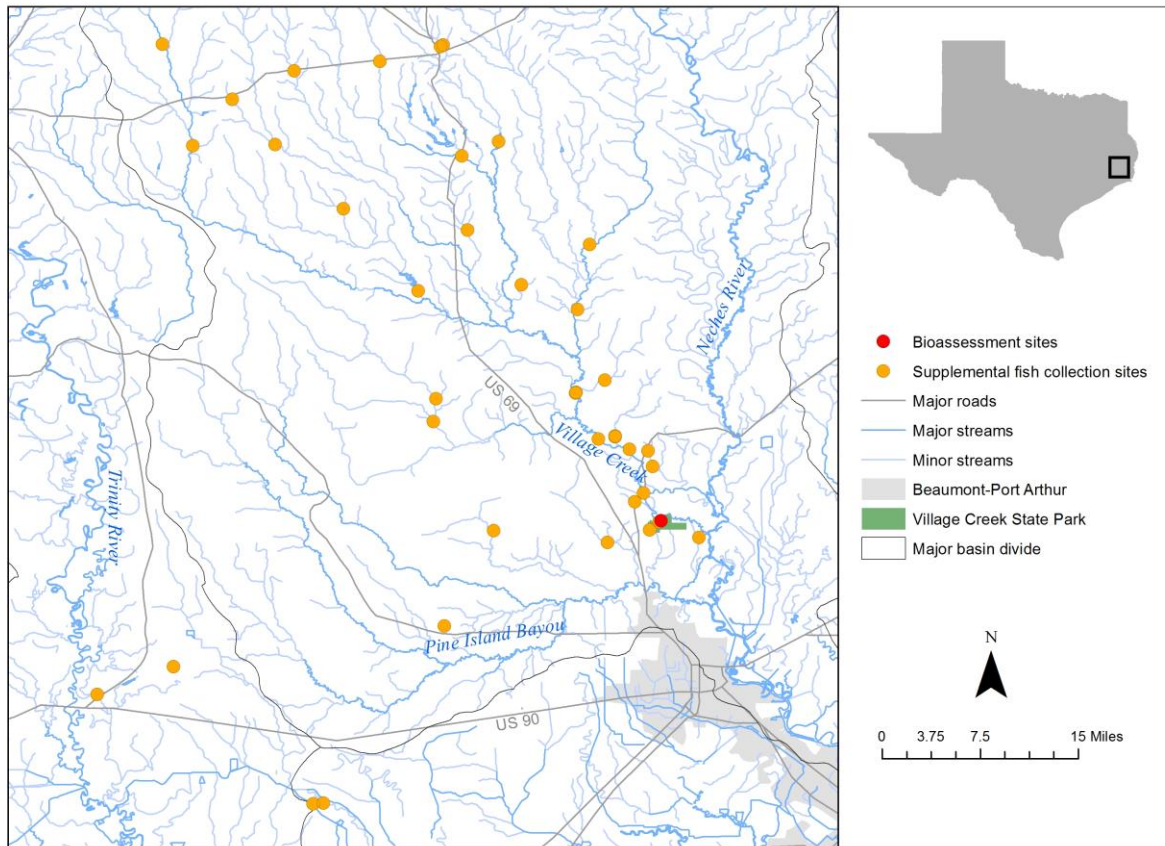 Neches River
US 69
Village Creek
Trinity River
Pine Island Bayou
US 90
Bioassessment sites
Supplemental fish collection sites
Major roads
Major streams
Minor streams
Beaumont-Port Arthur
Village Creek State Park
Major basin divide
N
0 3.75 7.5 15 Miles